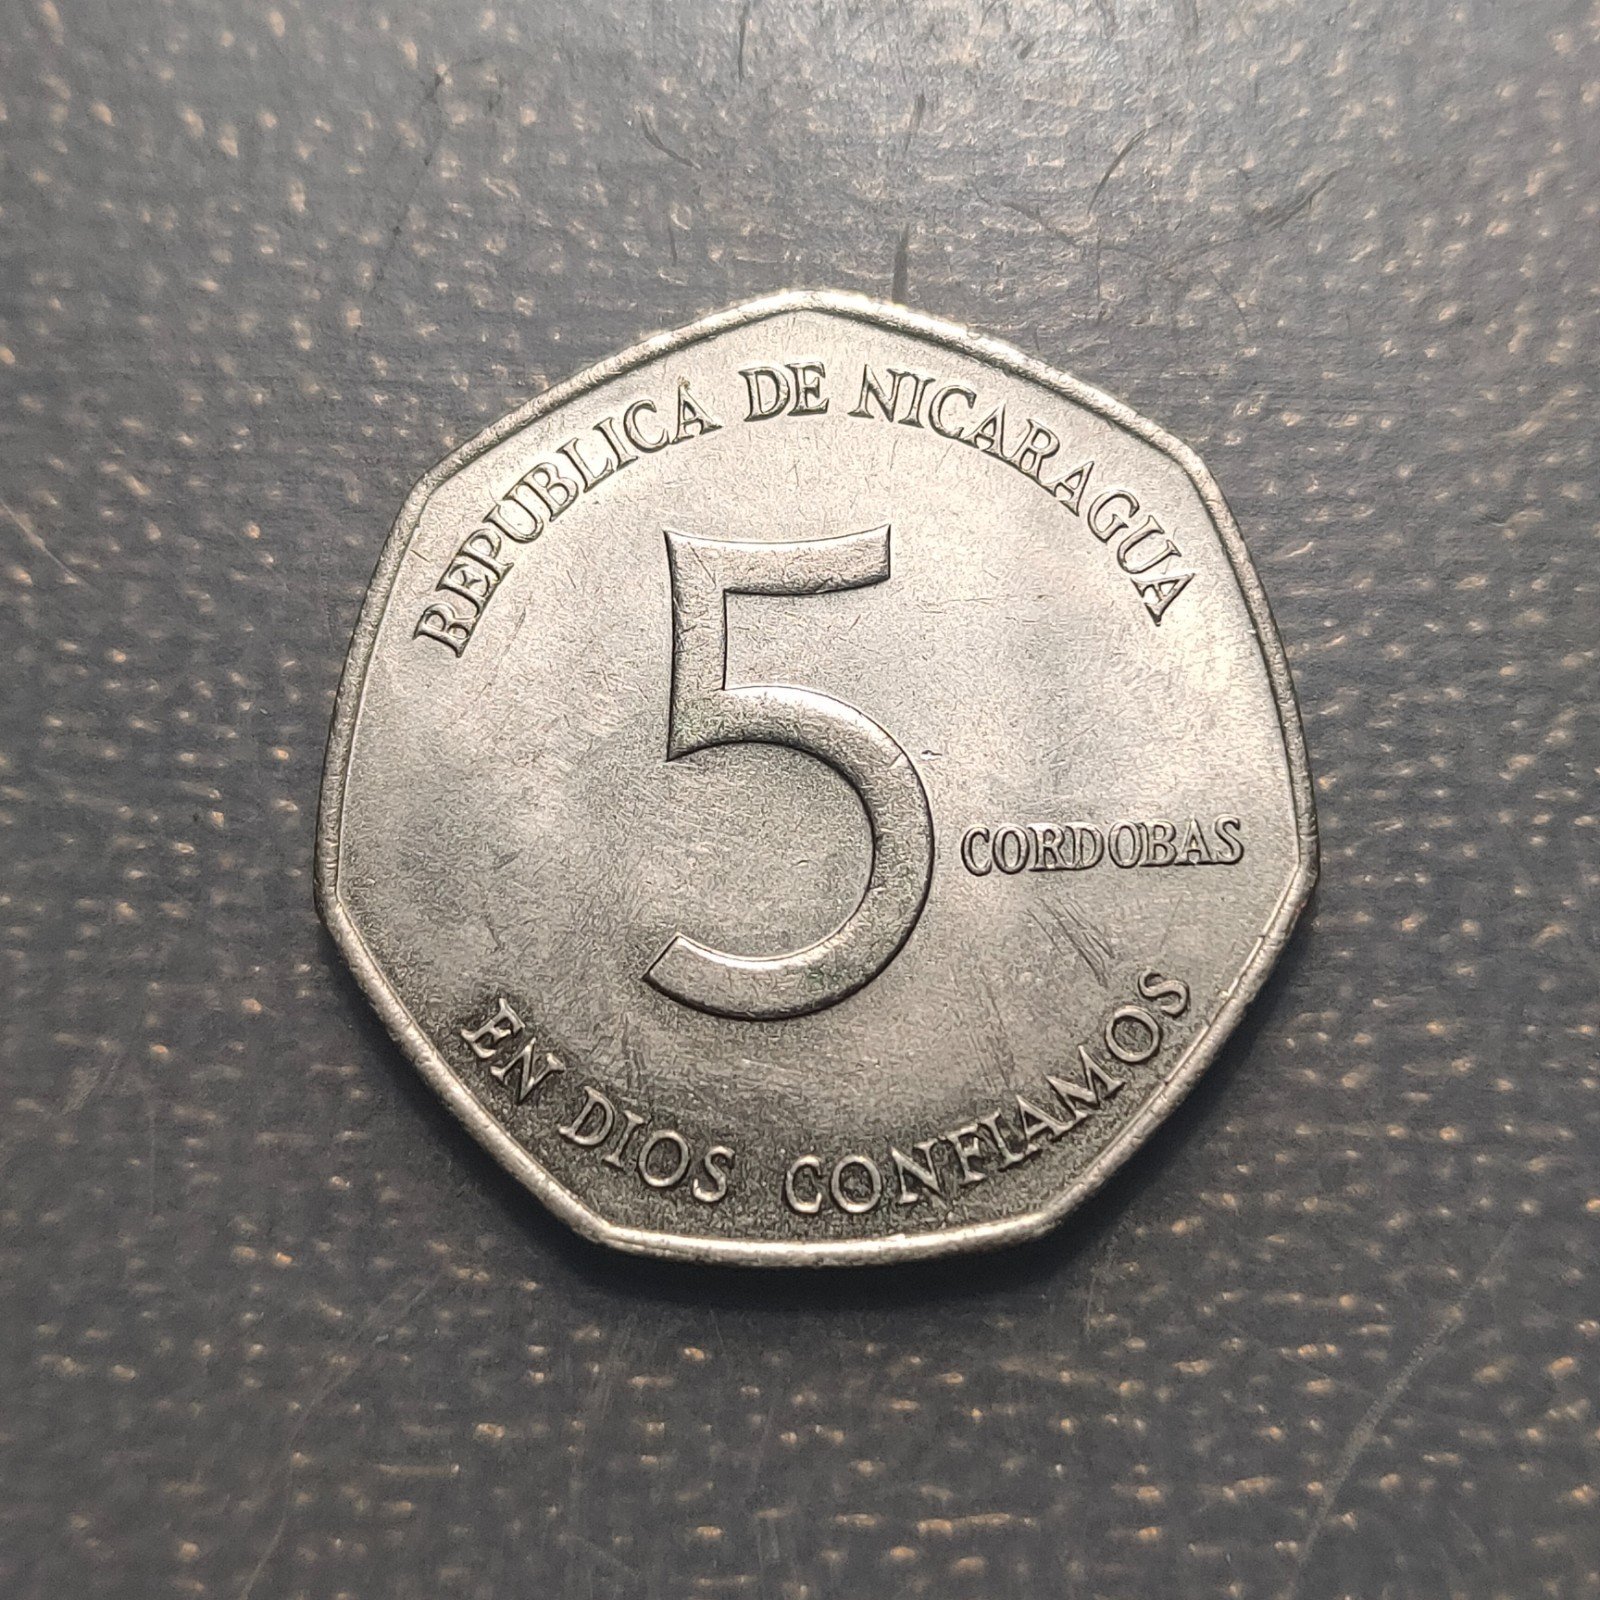 REPUBLICA DE NICARAGUA
5
CORDOBAS
EN DIOS CONFIAMOS